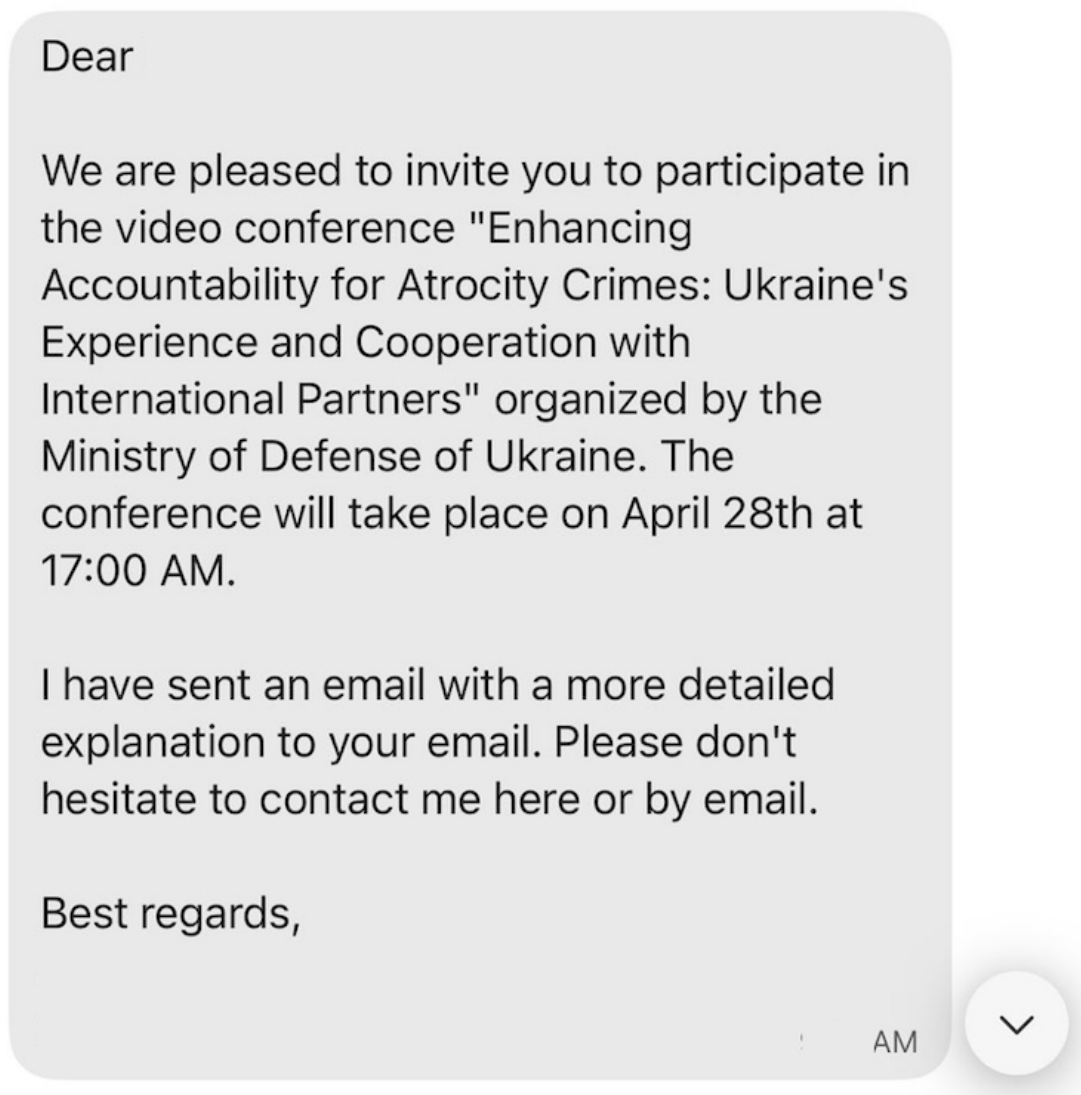 Dear
We are pleased to invite you to participate in
the video conference "Enhancing
Accountability for Atrocity Crimes: Ukraine's
Experience and Cooperation with
International Partners" organized by the
Ministry of Defense of Ukraine. The
conference will take place on April 28th at
17:00 AM.
I have sent an email with a more detailed
explanation to your email. Please don't
hesitate to contact me here or by email.
Best regards,
AM